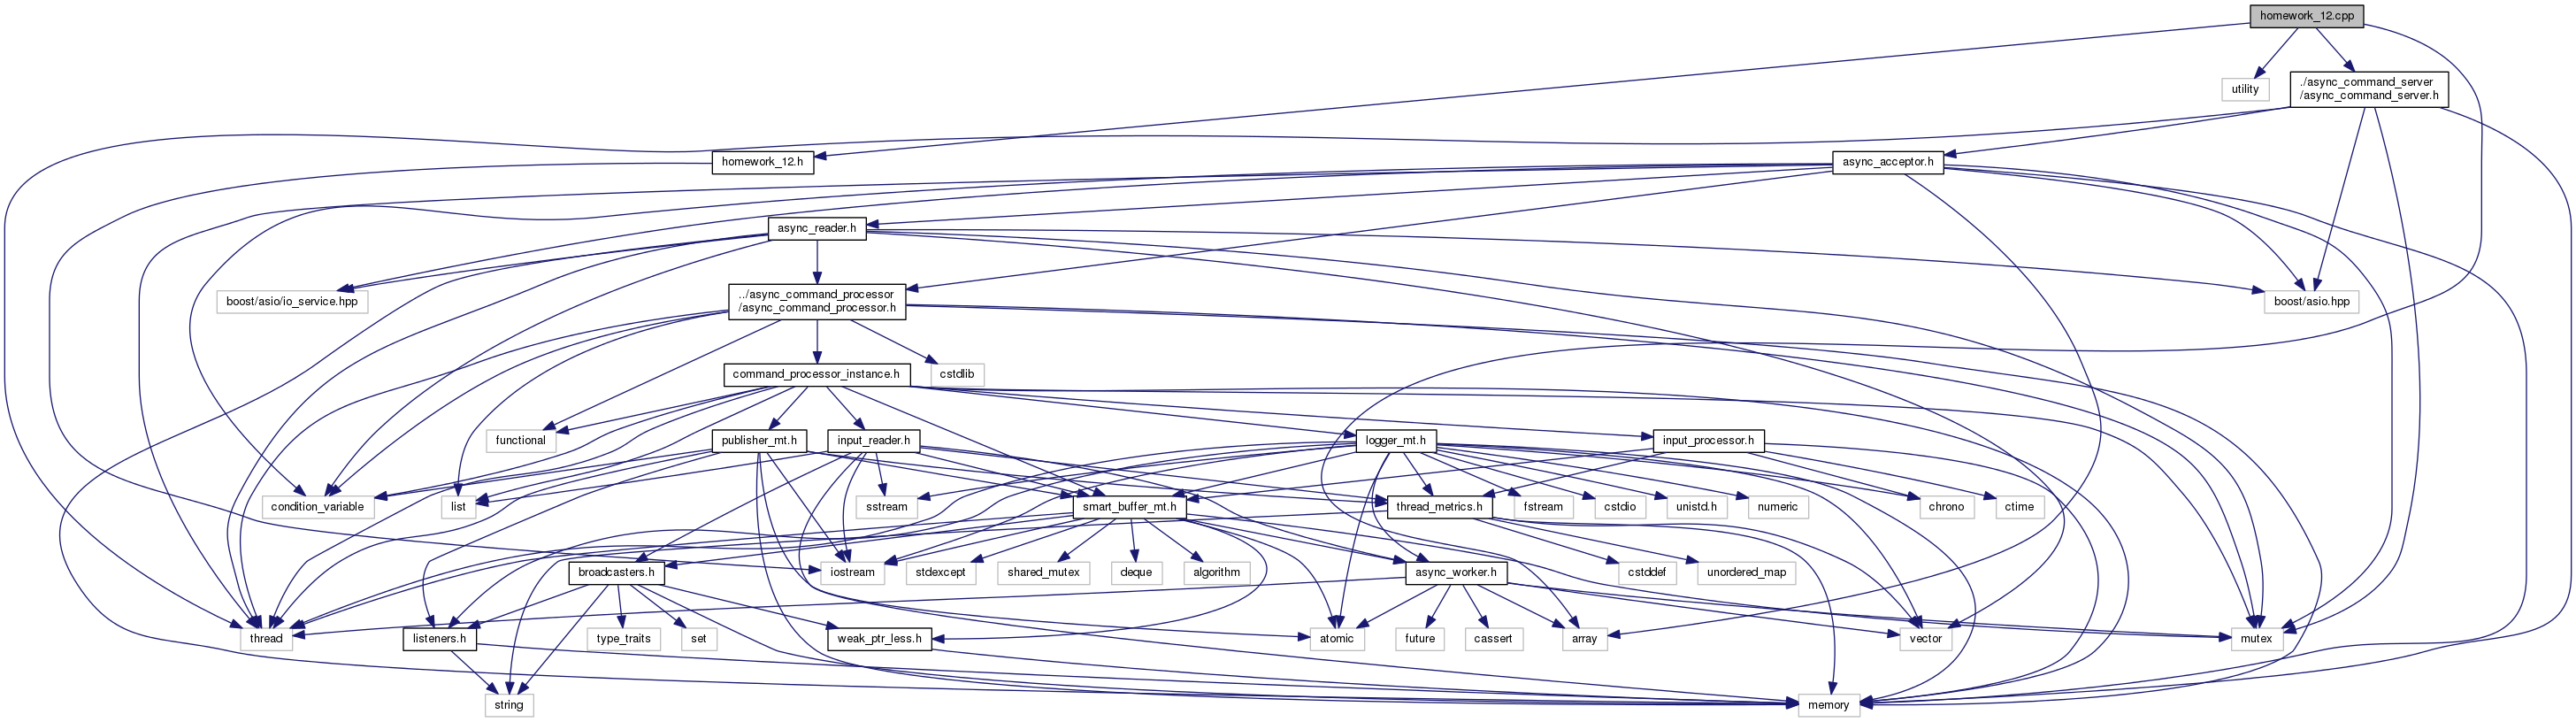 homework_12.cpp
utility
./async_command_server
/async_command_server.h
homework_12.h
async_acceptor.h
async_reader.h
boost/asio/io_service.hpp
../async_command_processor
/async_command_processor.h
boost/asio.hpp
command_processor_instance.h
cstdlib
functional
publisher_mt.h
input_reader.h
logger_mt.h
input_processor.h
condition_variable
list
sstream
smart_buffer_mt.h
thread_metrics.h
fstream
cstdio
unistd.h
numeric
chrono
ctime
broadcasters.h
iostream
stdexcept
shared_mutex
deque
algorithm
async_worker.h
cstddef
unordered_map
thread
listeners.h
type_traits
set
weak_ptr_less.h
atomic
future
cassert
array
vector
mutex
string
memory